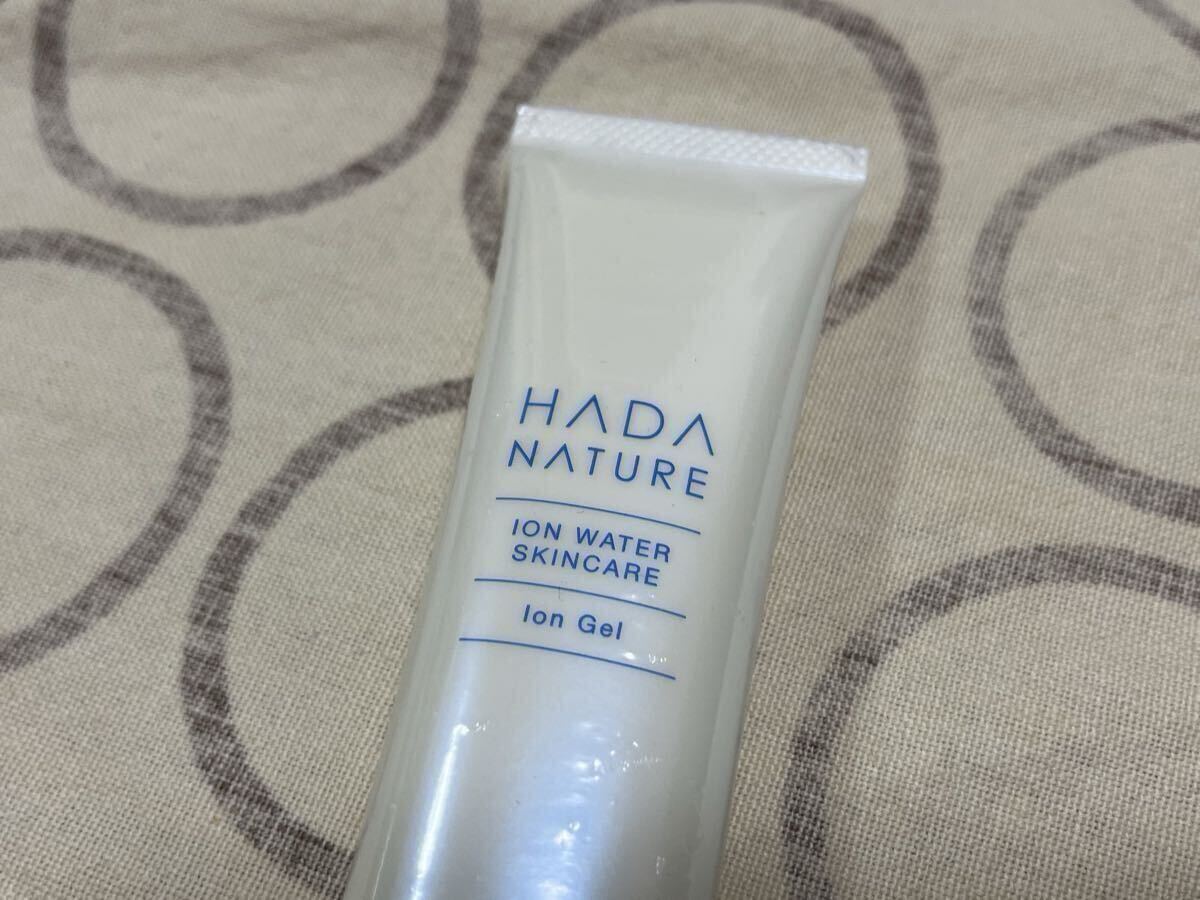 HADA
NATURE
ION WATER
SKINCARE
Ion Gel